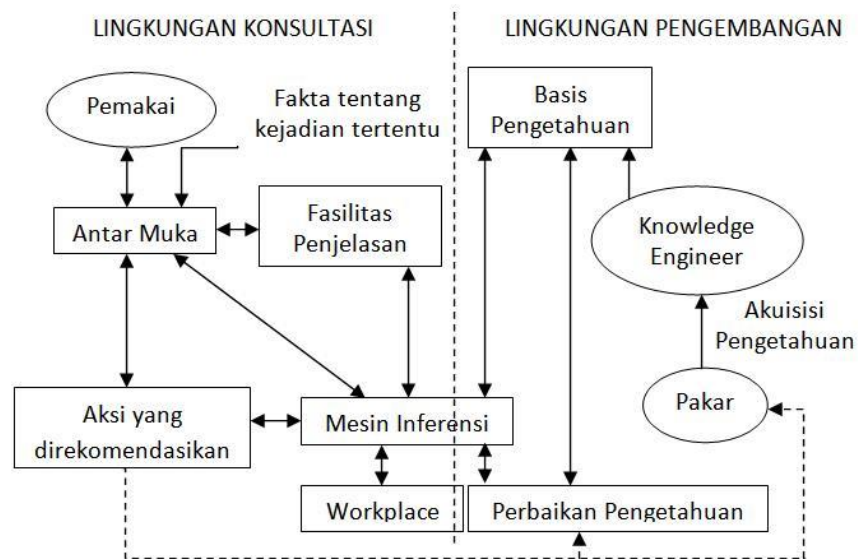 LINGKUNGAN KONSULTASI
LINGKUNGAN PENGEMBANGAN
Pemakai
Fakta tentang
kejadian tertentu
Basis
Pengetahuan
Antar Muka
Fasilitas
Penjelasan
Knowledge
Engineer
Akuisisi
Pengetahuan
Aksi yang
direkomendasikan
Mesin Inferensi
Pakar
Workplace
Perbaikan Pengetahuan